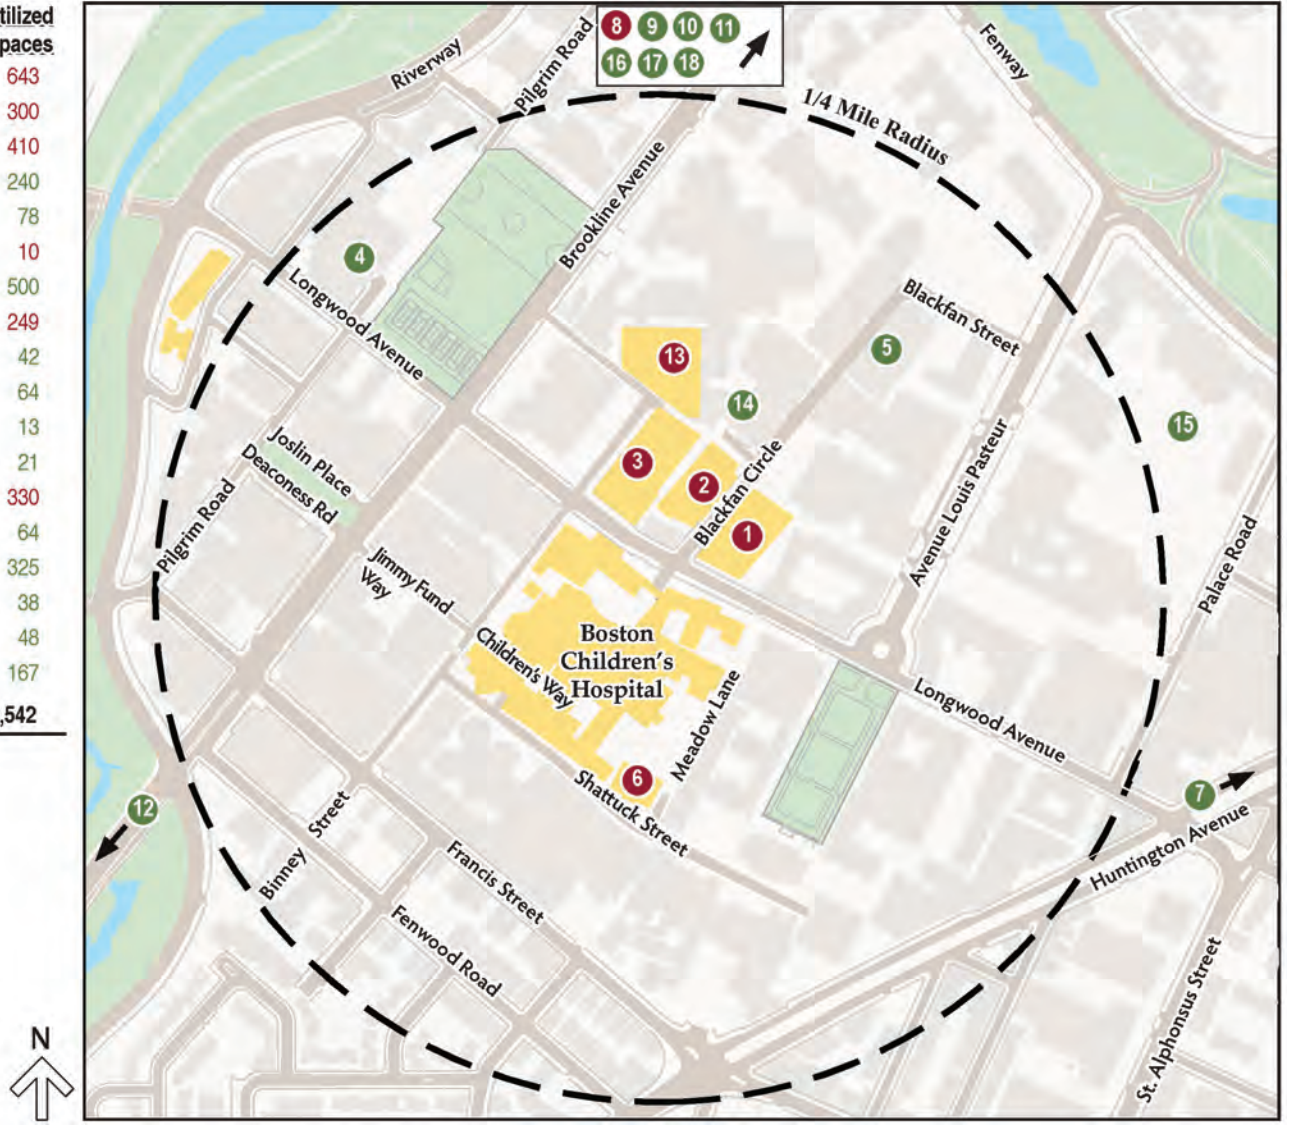 tilized
paces
643
300
410
240
78
10
500
249
42
64
13
21
330
64
325
38
48
167
,542
N
8 9 10 11
16 17 18
Riverway
Pilgrim Road
Fenway
1/4 Mile Radius
Brookline Avenue
4
Longwood Avenue
Blackfan Street
13
5
14
15
Joslin Place
Deaconess Rd
3
2
Blackfan Circle
1
Avenue Louis Pasteur
Pilgrim Road
Palace Road
Jimmy Fund
Way
Boston
Children's
Hospital
Children's Way
Meadow Lane
Longwood Avenue
6
Shattuck Street
7
12
Huntington Avenue
Binney Street
Francis Street
Fenwood Road
St. Alphonsus Street